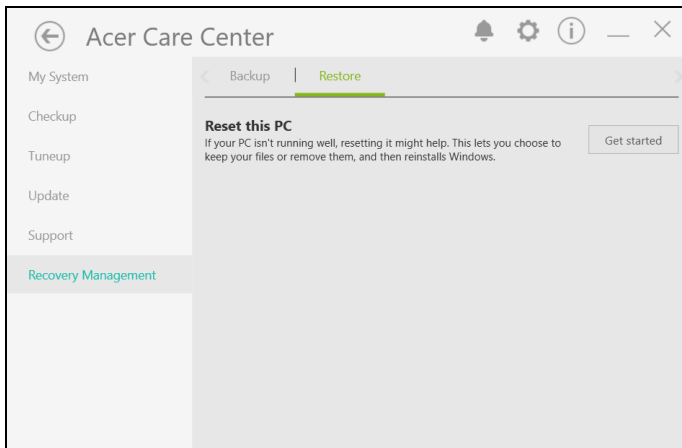 Acer Care Center
My System
Checkup
Tuneup
Update
Support
Recovery Management
Backup | Restore
Reset this PC
If your PC isn't running well, resetting it might help. This lets you choose to
keep your files or remove them, and then reinstalls Windows.
Get started